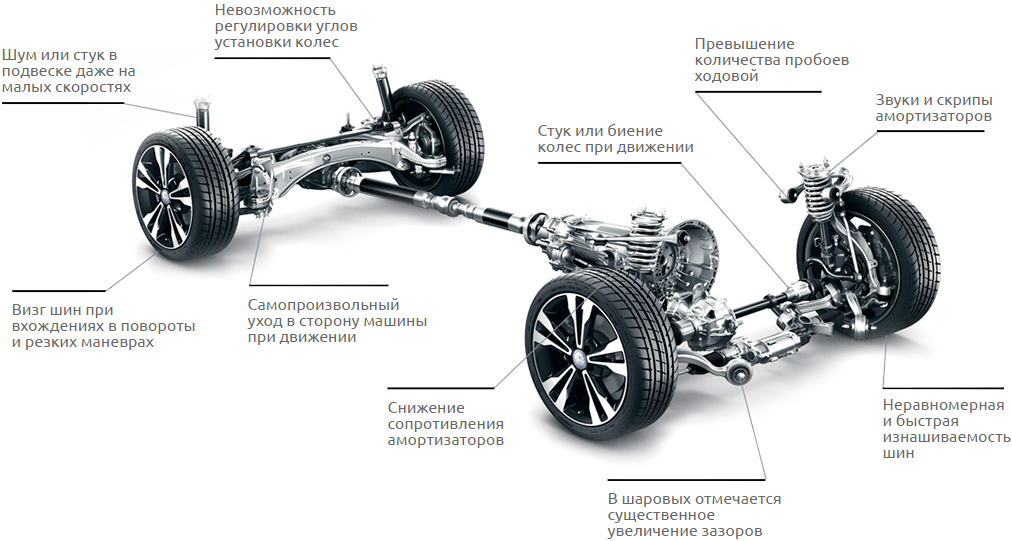 Невозможность
регулировки углов
установки колес
Шум или стук в
подвеске даже на
малых скоростях
Превышение
количества пробоев
ходовой
Звуки и скрипы
амортизаторов
Стук или биение
колес при движении
Визг шин при
вхождениях в повороты
и резких маневрах
Самопроизвольный
уход в сторону машины
при движении
Снижение
сопротивления
амортизаторов
Неравномерная
и быстрая
изнашиваемость
шин
В шаровых отмечается
существенное
увеличение зазоров